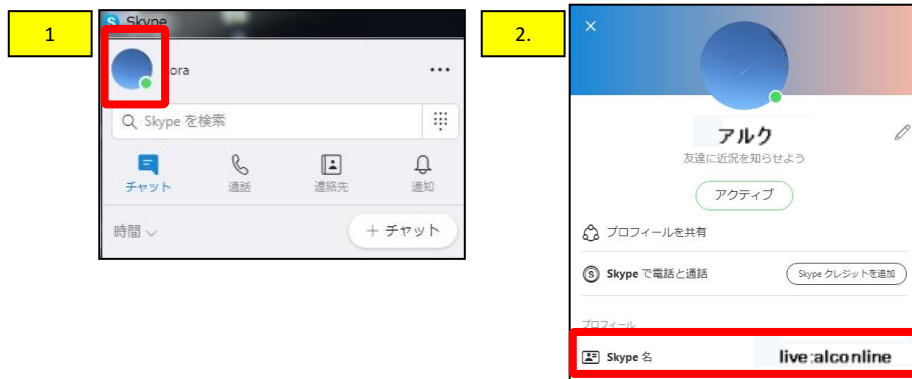 1
Skype
ora
Skype を検索
チャット
通話
連絡先
通知
時間
+ チャット
2.
アルク
友達に近況を知らせよう
アクティブ
プロフィールを共有
Skype で電話と通話
Skype クレジットを追加
プロフィール
Skype 名
live:alconline